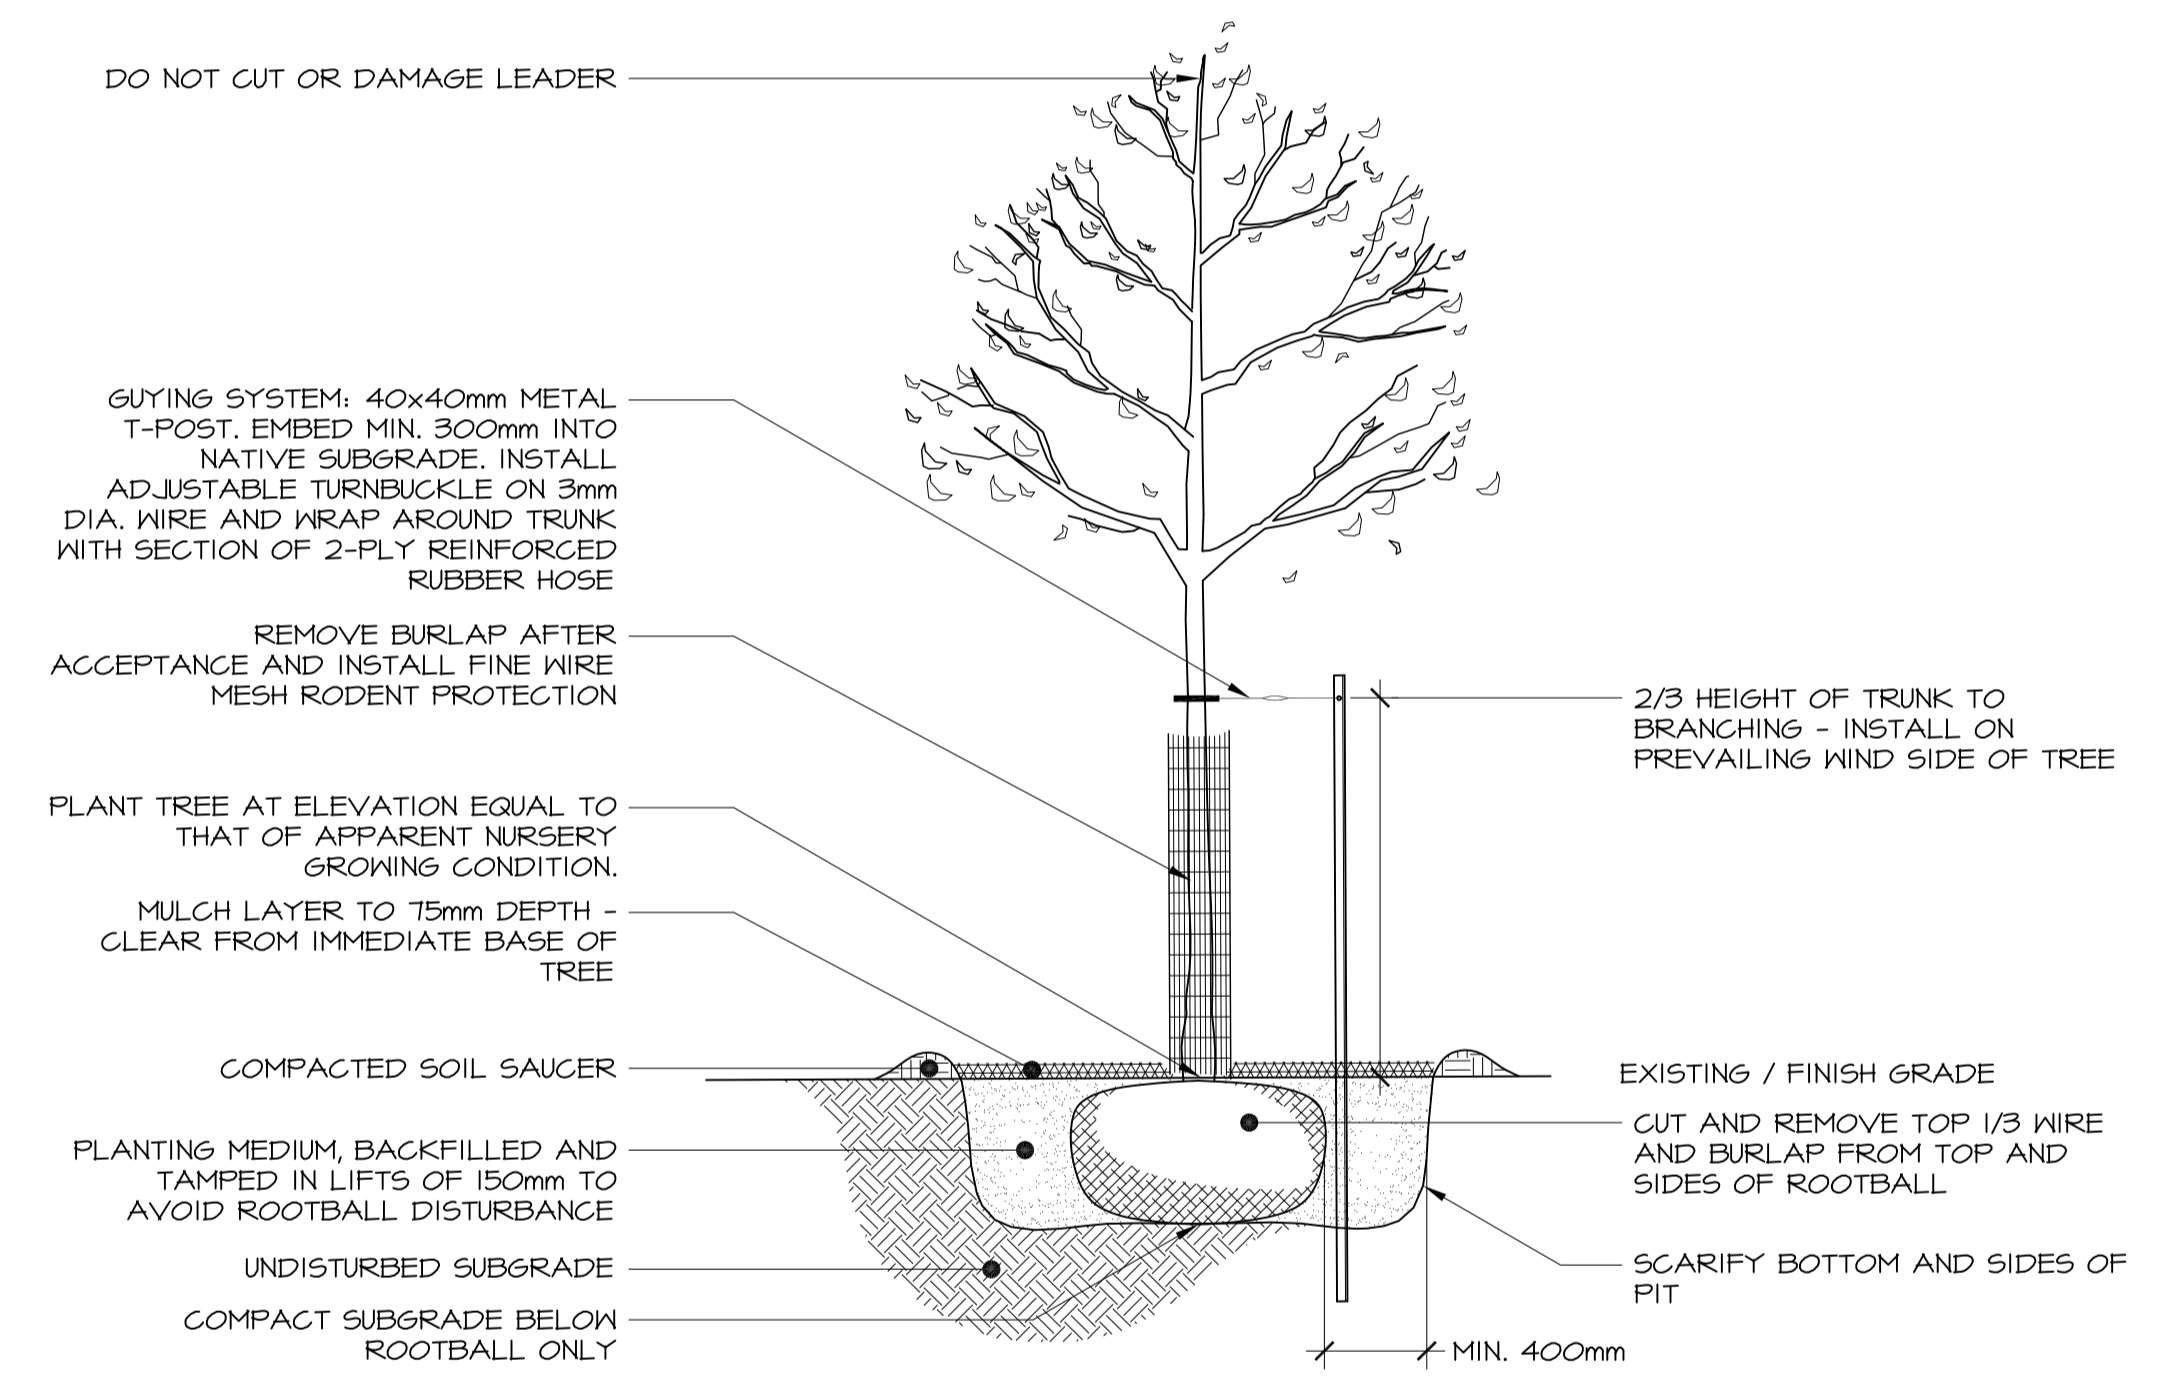 DO NOT CUT OR DAMAGE LEADER
GUYING SYSTEM: 40x40mm METAL
T-POST. EMBED MIN. 300mm INTO
NATIVE SUBGRADE. INSTALL
ADJUSTABLE TURNBUCKLE ON 3mm
DIA. WIRE AND WRAP AROUND TRUNK
WITH SECTION OF 2-PLY REINFORCED
RUBBER HOSE
REMOVE BURLAP AFTER
ACCEPTANCE AND INSTALL FINE WIRE
MESH RODENT PROTECTION
PLANT TREE AT ELEVATION EQUAL TO
THAT OF APPARENT NURSERY
GROWING CONDITION.
MULCH LAYER TO 75mm DEPTH -
CLEAR FROM IMMEDIATE BASE OF
TREE
COMPACTED SOIL SAUCER
PLANTING MEDIUM, BACKFILLED AND
TAMPED IN LIFTS OF 150mm TO
AVOID ROOTBALL DISTURBANCE
UNDISTURBED SUBGRADE
COMPACT SUBGRADE BELOW
ROOTBALL ONLY
2/3 HEIGHT OF TRUNK TO
BRANCHING - INSTALL ON
PREVAILING WIND SIDE OF TREE
EXISTING / FINISH GRADE
CUT AND REMOVE TOP 1/3 WIRE
AND BURLAP FROM TOP AND
SIDES OF ROOTBALL
SCARIFY BOTTOM AND SIDES OF
PIT
MIN. 400mm